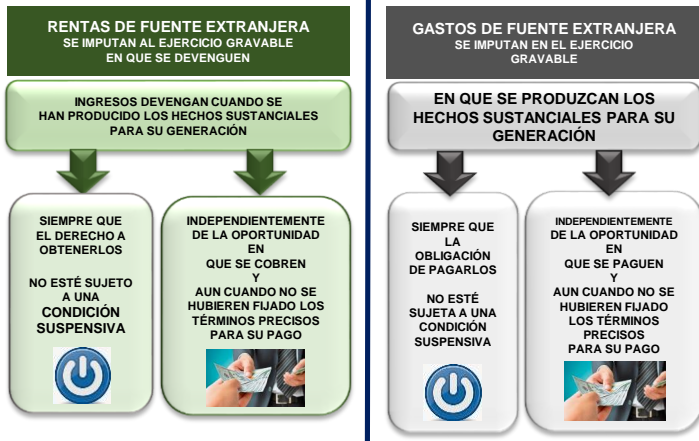 RENTAS DE FUENTE EXTRANJERA
SE IMPUTAN AL EJERCICIO GRAVABLE
EN QUE SE DEVENGUEN
INGRESOS DEVENGAN CUANDO SE
HAN PRODUCIDO LOS HECHOS SUSTANCIALES
PARA SU GENERACIÓN
SIEMPRE QUE
EL DERECHO A
OBTENERLOS
NO ESTÉ SUJETO
A UNA
CONDICIÓN
SUSPENSIVA
INDEPENDIENTEMENTE
DE LA OPORTUNIDAD
EN
QUE SE COBREN
Y
AUN CUANDO NO SE
HUBIEREN FIJADO LOS
TÉRMINOS PRECISOS
PARA SU PAGO
GASTOS DE FUENTE EXTRANJERA
SE IMPUTAN EN EL EJERCICIO
GRAVABLE
EN QUE SE PRODUZCAN LOS
HECHOS SUSTANCIALES PARA SU
GENERACIÓN
SIEMPRE QUE
LA
OBLIGACIÓN
DE PAGARLOS
NO ESTÉ
SUJETA A UNA
CONDICIÓN
SUSPENSIVA
INDEPENDIENTEMENTE
DE LA OPORTUNIDAD
EN
QUE SE PAGUEN
Y
AUN CUANDO NO SE
HUBIEREN FIJADO
LOS TÉRMINOS
PRECISOS
PARA SU PAGO